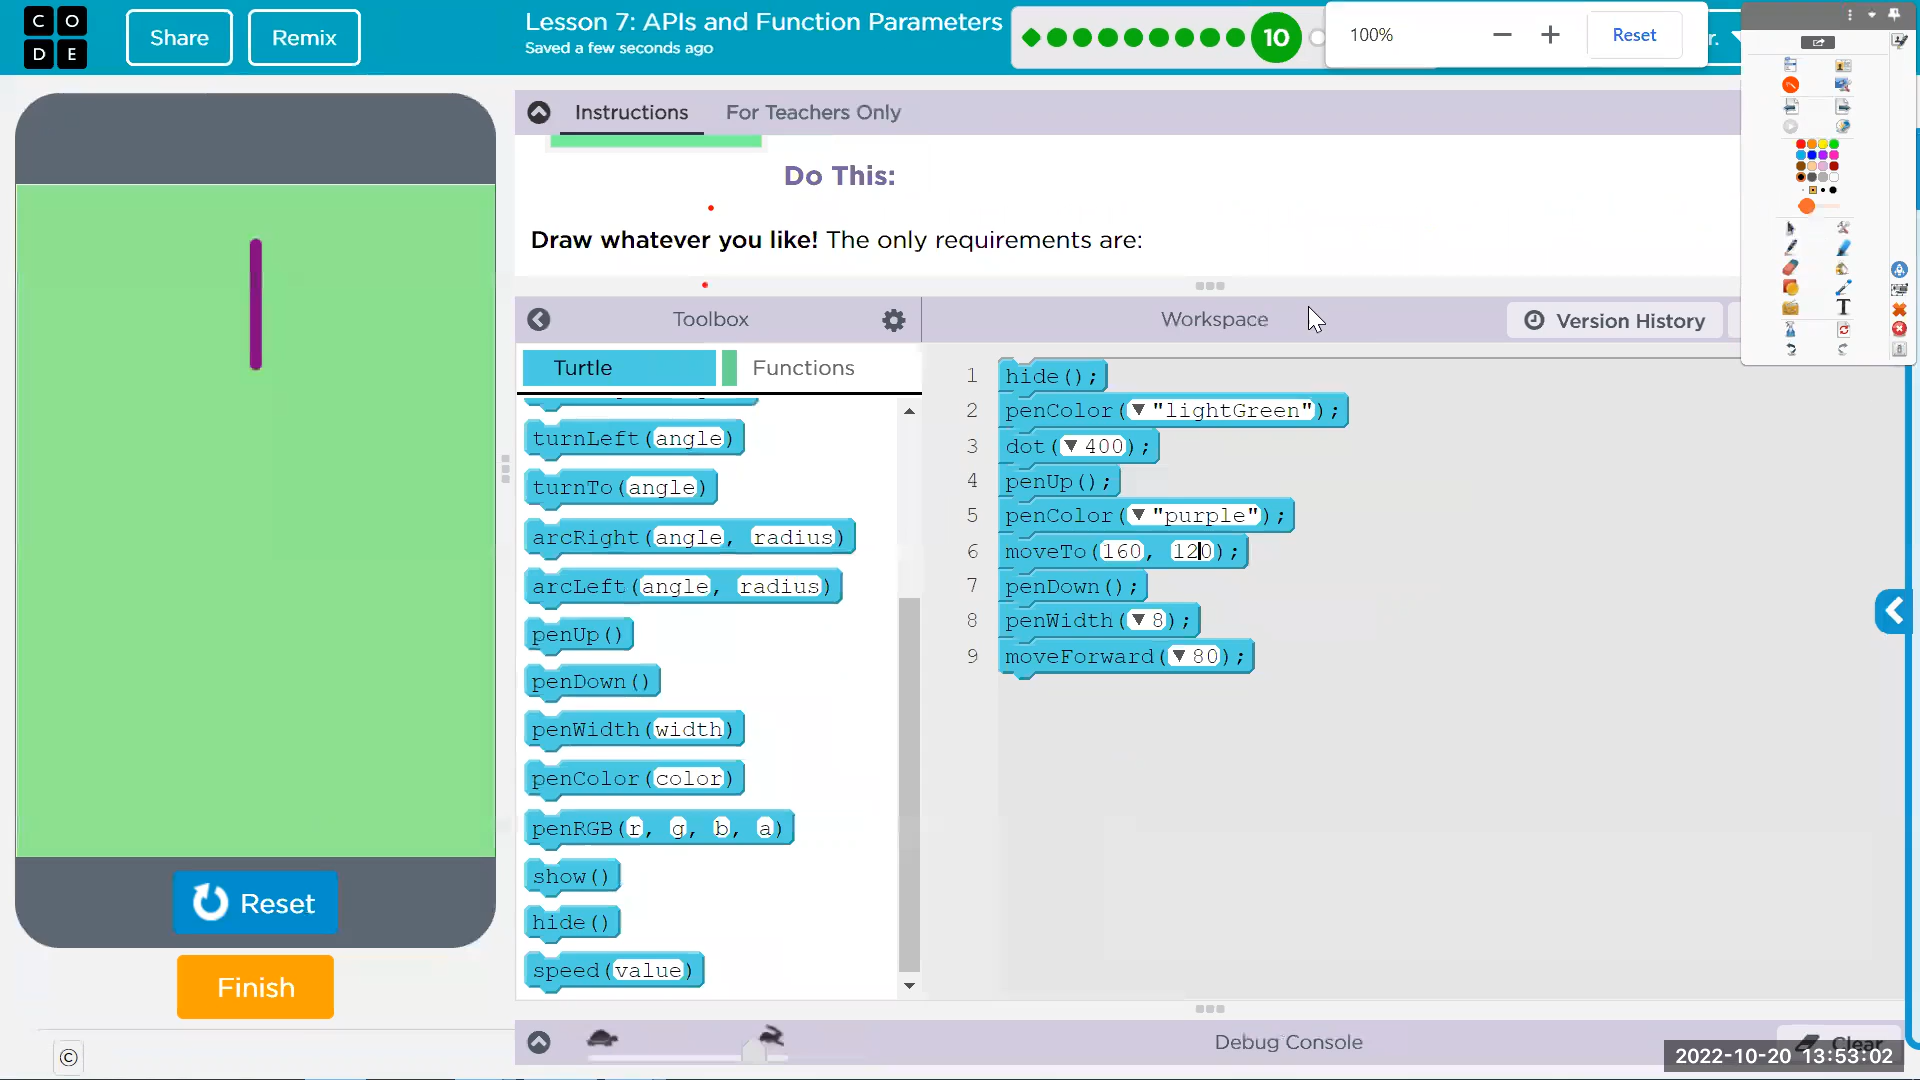 C O
D E
Share
Remix
Lesson 7: APIs and Function Parameters
Saved a few seconds ago
10
100%
Reset
r.
Instructions
For Teachers Only
Do This:
Draw whatever you like! The only requirements are:
Toolbox
Workspace
Version History
Turtle
Functions
turnLeft(angle)
turnTo(angle)
arcRight(angle, radius)
arcLeft(angle, radius)
penUp()
penDown()
penWidth(width)
penColor(color)
penRGB(r, g, b, a)
show()
hide()
speed(value)
1 hide();
2 penColor(▼"lightGreen");
3 dot(▼400);
4 penUp();
5 penColor(▼"purple");
6 moveTo(160, 120);
7 penDown();
8 penWidth(▼8);
9 moveForward(▼80);
T
Reset
Finish
©
Debug Console
Clear
2022-10-20 13:53:02